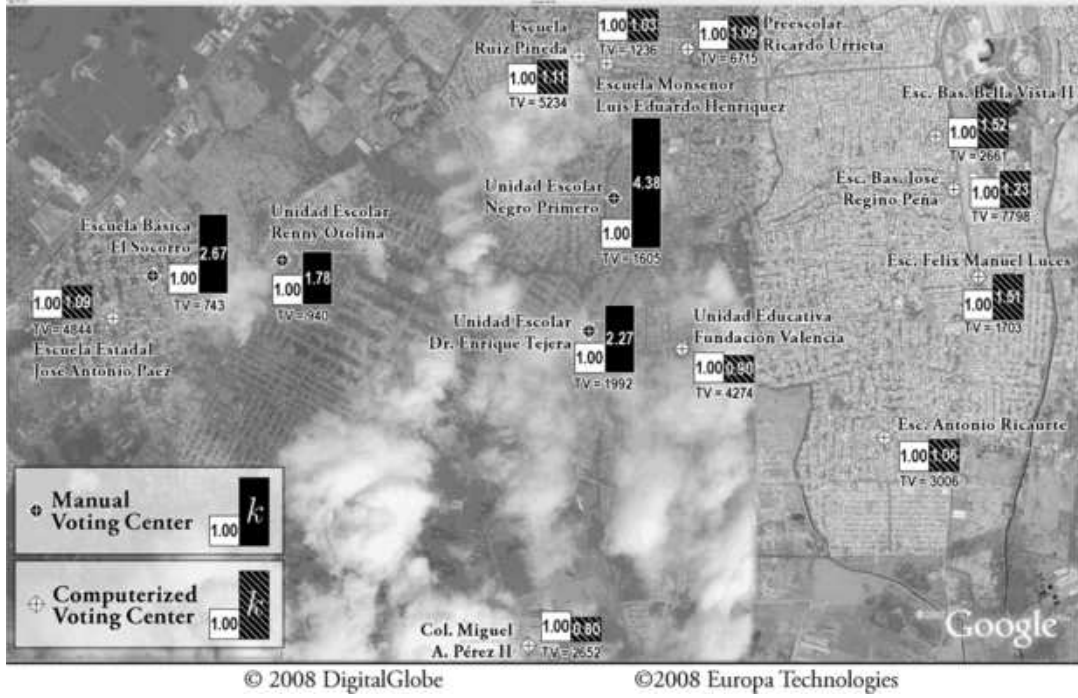 Escuela
Ruiz Pineda
1.00 1.11
TV = 5234
1.00 1.03
TV = 1236
Escuela Monseñor
Luis Eduardo Henriquez
1.00 1.09
TV = 6715
Preescolar
Ricardo Urrieta
Esc. Bas. Bella Vista II
1.00 1.52
TV = 2661
Esc. Bas. Jose
Regino Peña
1.00 1.23
TV = 7798
Unidad Escolar
Negro Primero
1.00 4.38
TV = 1605
Escuela Básica
El Socorro
1.00 2.67
TV = 743
Unidad Escolar
Renny Otolina
1.00 1.78
TV = 940
1.00 1.09
TV = 4844
Escuela Estadal
José Antonio Paez
Esc. Felix Manuel Luces
1.00 1.51
TV = 1703
Unidad Escolar
Dr. Enrique Tejera
1.00 2.27
TV = 1992
Unidad Educativa
Fundación Valencia
1.00 0.90
TV = 4274
Esc. Antonio Ricaurte
1.00 1.06
TV = 3006
Manual
Voting Center
1.00 k
Computerized
Voting Center
1.00 k
Col. Miguel
A. Pérez II
1.00 0.80
TV = 2652
Google
© 2008 DigitalGlobe
©2008 Europa Technologies